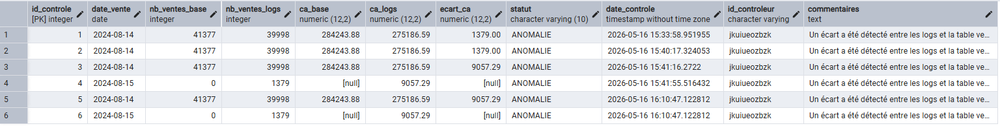 id_controle date_vente nb_ventes_base nb_ventes_logs ca_base ca_logs ecart_ca statut date_controle id_controleur commentaires
[PK] integer date integer integer numeric (12,2) numeric (12,2) numeric (12,2) character varying (10) timestamp without time zone character varying text
1 1 2024-08-14 41377 39998 284243.88 275186.59 1379.00 ANOMALIE 2026-05-16 15:33:58.951955 jkuiueozbzk Un écart a été détecté entre les logs et la table ve...
2 2 2024-08-14 41377 39998 284243.88 275186.59 1379.00 ANOMALIE 2026-05-16 15:40:17.324053 jkuiueozbzk Un écart a été détecté entre les logs et la table ve...
3 3 2024-08-14 41377 39998 284243.88 275186.59 9057.29 ANOMALIE 2026-05-16 15:41:16.2722 jkuiueozbzk Un écart a été détecté entre les logs et la table ve...
4 4 2024-08-15 0 1379 [null] 9057.29 [null] ANOMALIE 2026-05-16 15:41:55.516432 jkuiueozbzk Un écart a été détecté entre les logs et la table ve...
5 5 2024-08-14 41377 39998 284243.88 275186.59 9057.29 ANOMALIE 2026-05-16 16:10:47.122812 jkuiueozbzk Un écart a été détecté entre les logs et la table ve...
6 6 2024-08-15 0 1379 [null] 9057.29 [null] ANOMALIE 2026-05-16 16:10:47.122812 jkuiueozbzk Un écart a été détecté entre les logs et la table ve...